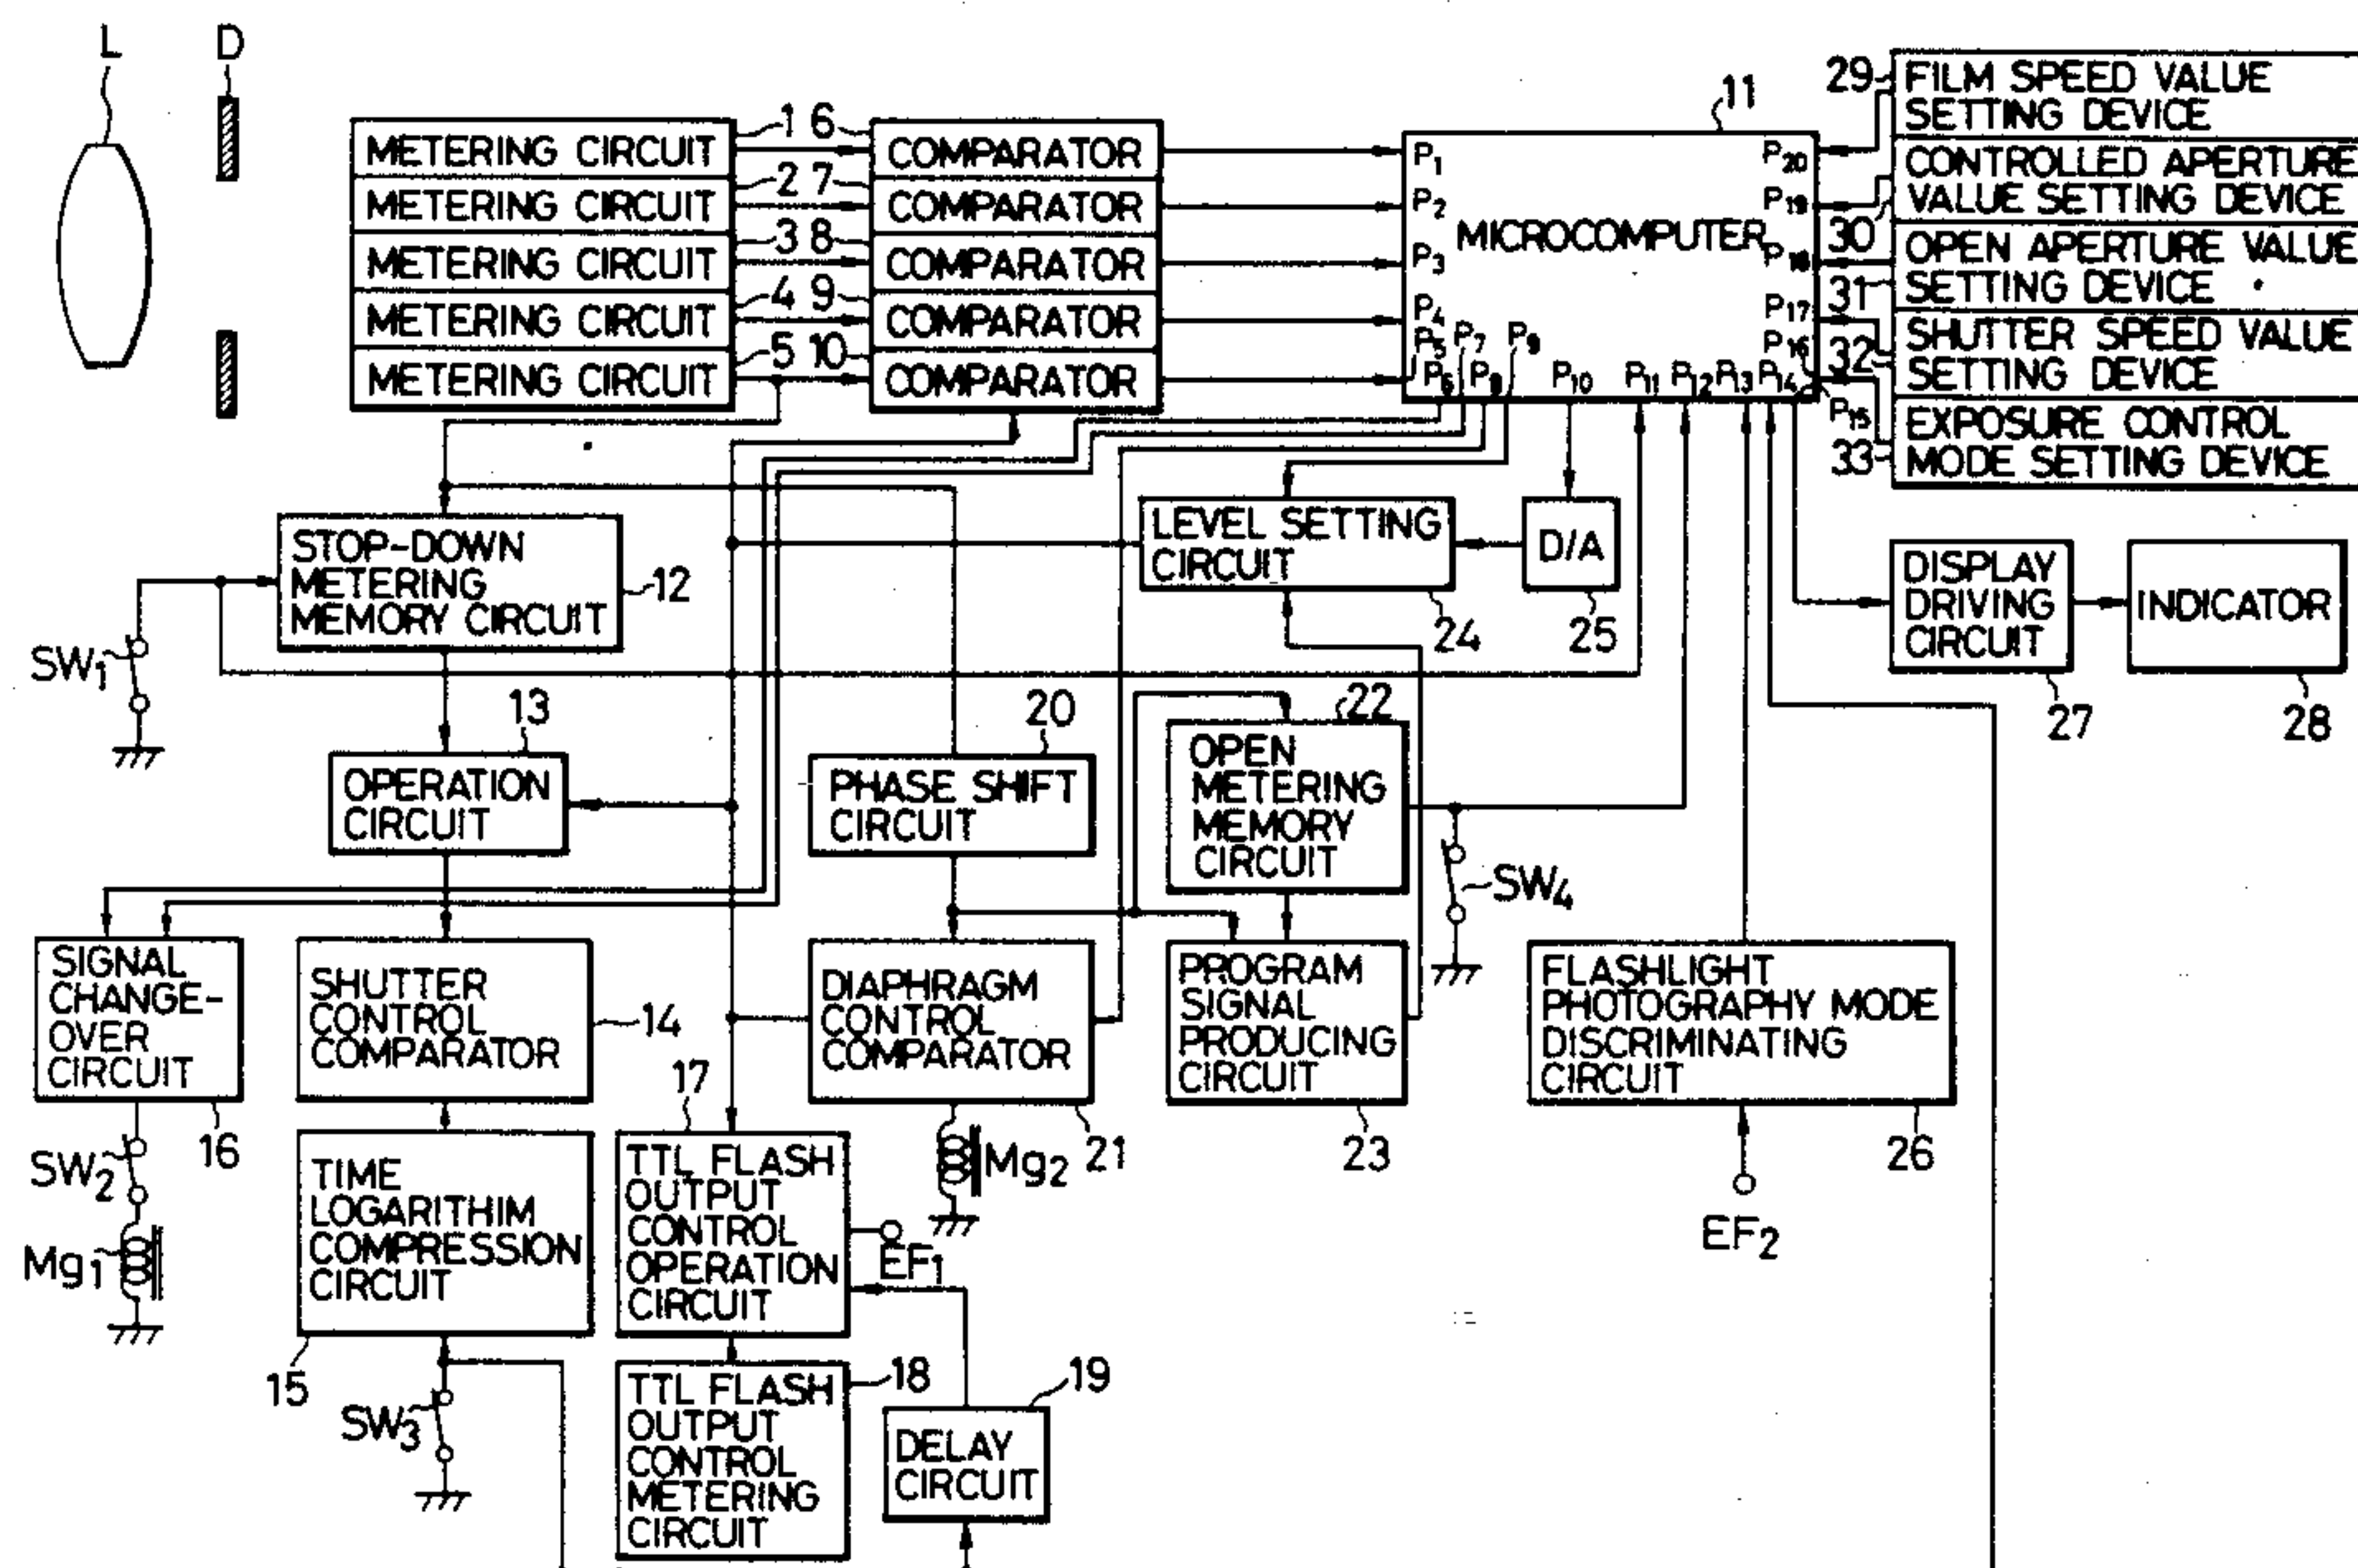 L
D
METERING CIRCUIT
1
6
COMPARATOR
METERING CIRCUIT
2
7
COMPARATOR
METERING CIRCUIT
3
8
COMPARATOR
METERING CIRCUIT
4
9
COMPARATOR
METERING CIRCUIT
5
10
COMPARATOR
11
MICROCOMPUTER
P1
P2
P3
P4
P5
P6
P7
P8
P9
P10
P11
P12
P13
P14
P15
P16
P17
P18
P19
P20
29
FILM SPEED VALUE
SETTING DEVICE
30
CONTROLLED APERTURE
VALUE SETTING DEVICE
31
OPEN APERTURE VALUE
SETTING DEVICE
32
SHUTTER SPEED VALUE
SETTING DEVICE
33
EXPOSURE CONTROL
MODE SETTING DEVICE
STOP-DOWN
METERING
MEMORY CIRCUIT
12
SW1
LEVEL SETTING
CIRCUIT
24
D/A
25
DISPLAY
DRIVING
CIRCUIT
27
INDICATOR
28
13
OPERATION
CIRCUIT
20
PHASE SHIFT
CIRCUIT
22
OPEN
METERING
MEMORY
CIRCUIT
SW4
SIGNAL
CHANGE-
OVER
CIRCUIT
16
SHUTTER
CONTROL
COMPARATOR
14
DIAPHRAGM
CONTROL
COMPARATOR
21
PROGRAM
SIGNAL
PRODUCING
CIRCUIT
23
FLASHLIGHT
PHOTOGRAPHY MODE
DISCRIMINATING
CIRCUIT
26
SW2
Mg1
TIME
LOGARITHIM
COMPRESSION
CIRCUIT
15
17
TTL FLASH
OUTPUT
CONTROL
OPERATION
CIRCUIT
Mg2
EF1
EF2
SW3
TTL FLASH
OUTPUT
CONTROL
METERING
CIRCUIT
18
19
DELAY
CIRCUIT